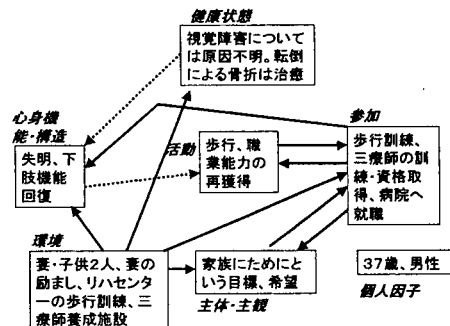 健康状態
視覚障害については原因不明。転倒による骨折は治癒
心身機能・構造
失明、下肢機能回復
活動
歩行、職業能力の再獲得
参加
歩行訓練、三療師の訓練・資格取得、病院へ就職
環境
妻・子供2人、妻の励まし、リハセンターの歩行訓練、三療師養成施設
家族にためにという目標、希望
主体・主観
37歳、男性
個人因子